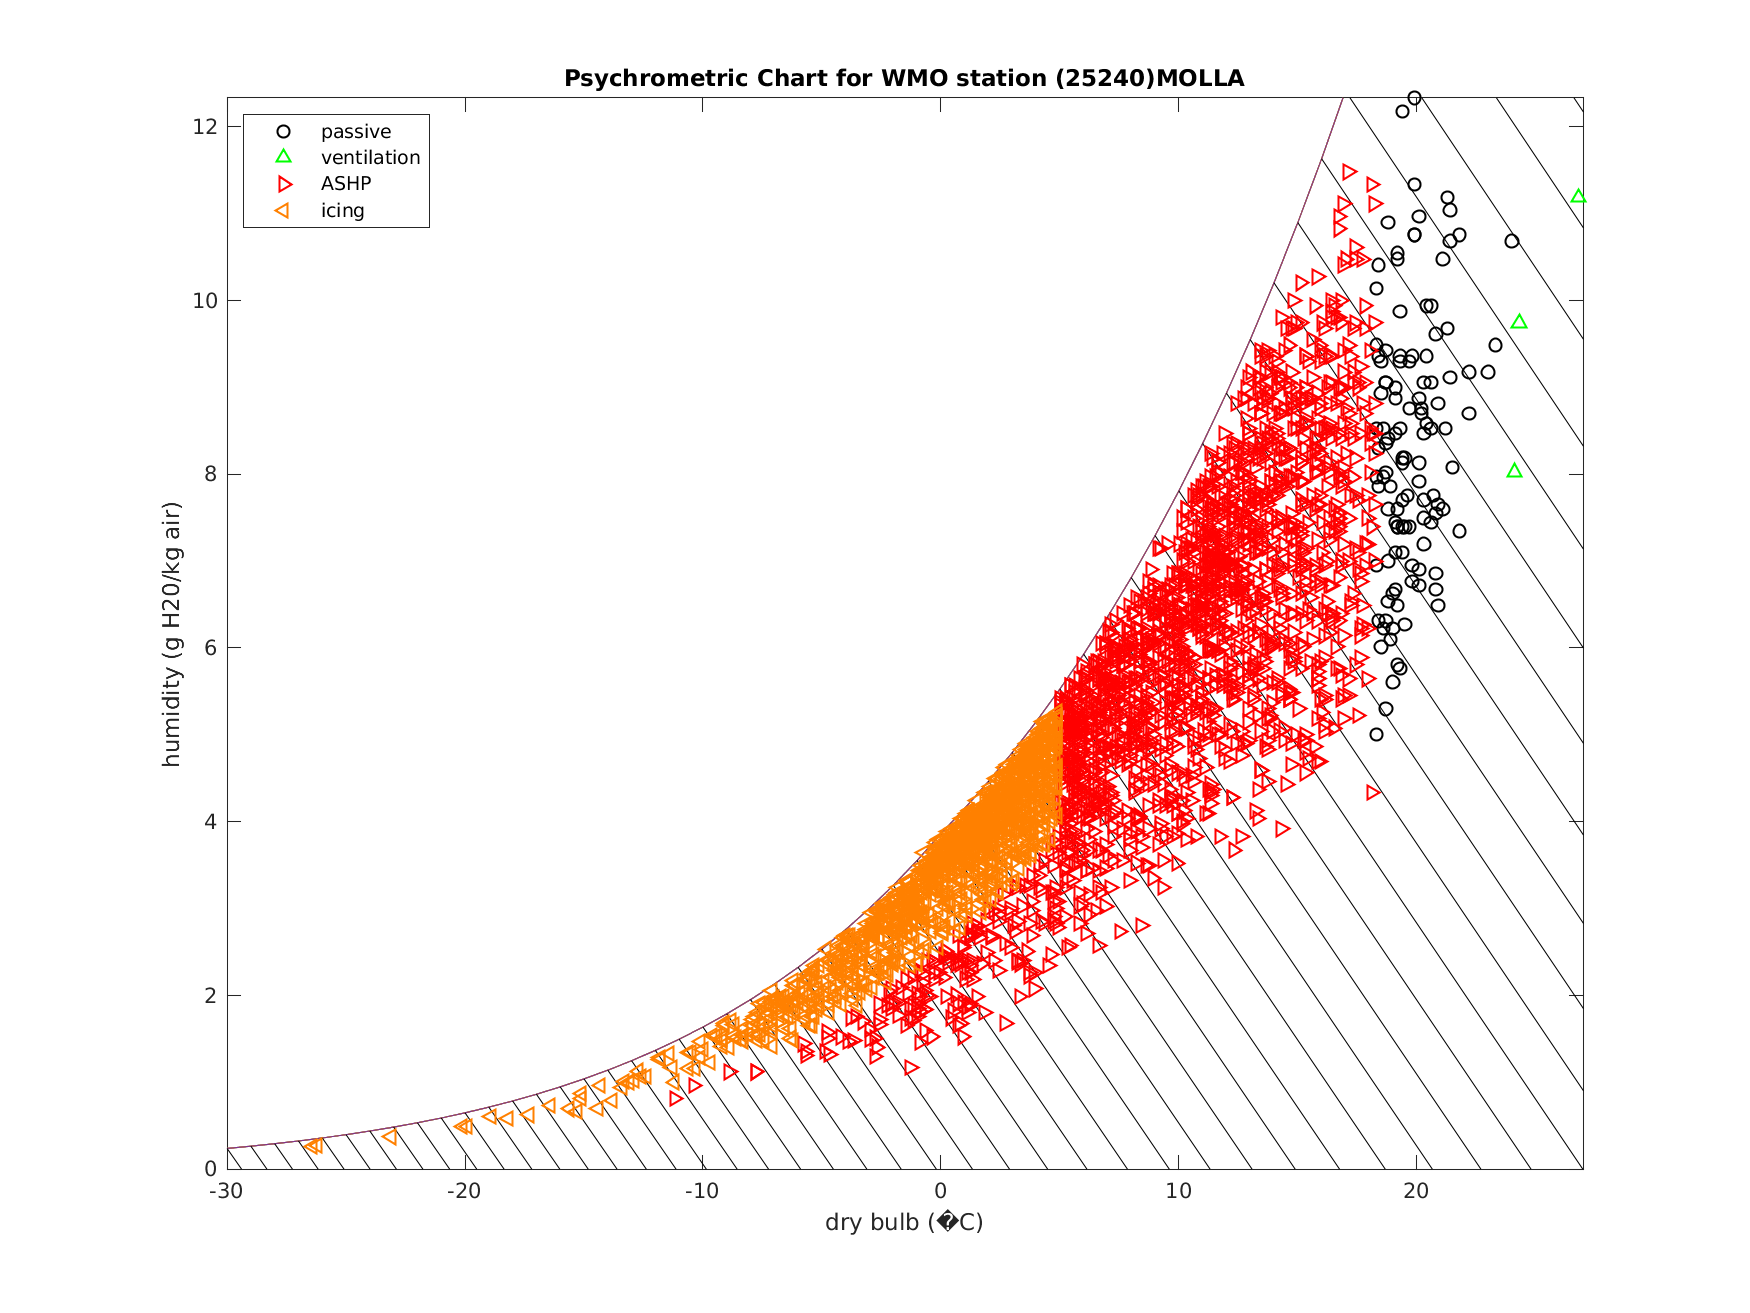 Psychrometric Chart for WMO station (25240)MOLLA
passive
ventilation
ASHP
icing
humidity (g H20/kg air)
12
10
8
6
4
2
0
-30 -20 -10 0 10 20
dry bulb (�C)